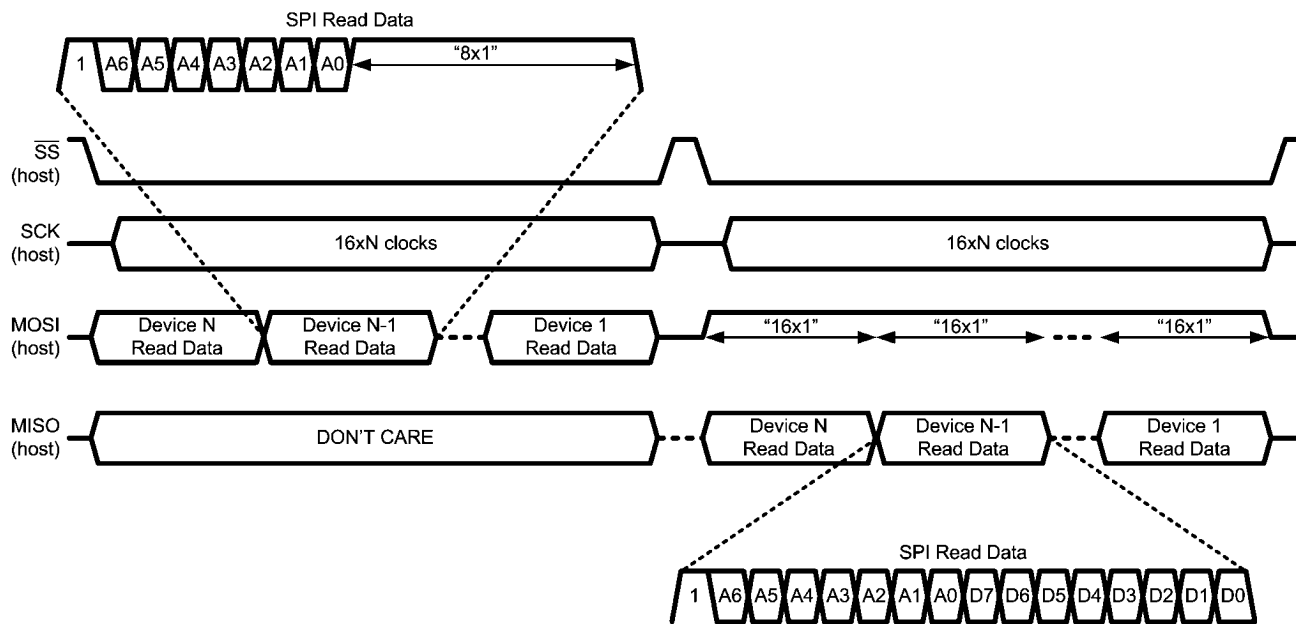 SPI Read Data
1 A6 A5 A4 A3 A2 A1 A0 “8x1”
SS
(host)
SCK
(host)
16xN clocks
16xN clocks
MOSI
(host)
Device N
Read Data
Device N-1
Read Data
Device 1
Read Data
“16x1”
“16x1”
“16x1”
MISO
(host)
DON’T CARE
Device N
Read Data
Device N-1
Read Data
Device 1
Read Data
SPI Read Data
1 A6 A5 A4 A3 A2 A1 A0 D7 D6 D5 D4 D3 D2 D1 D0